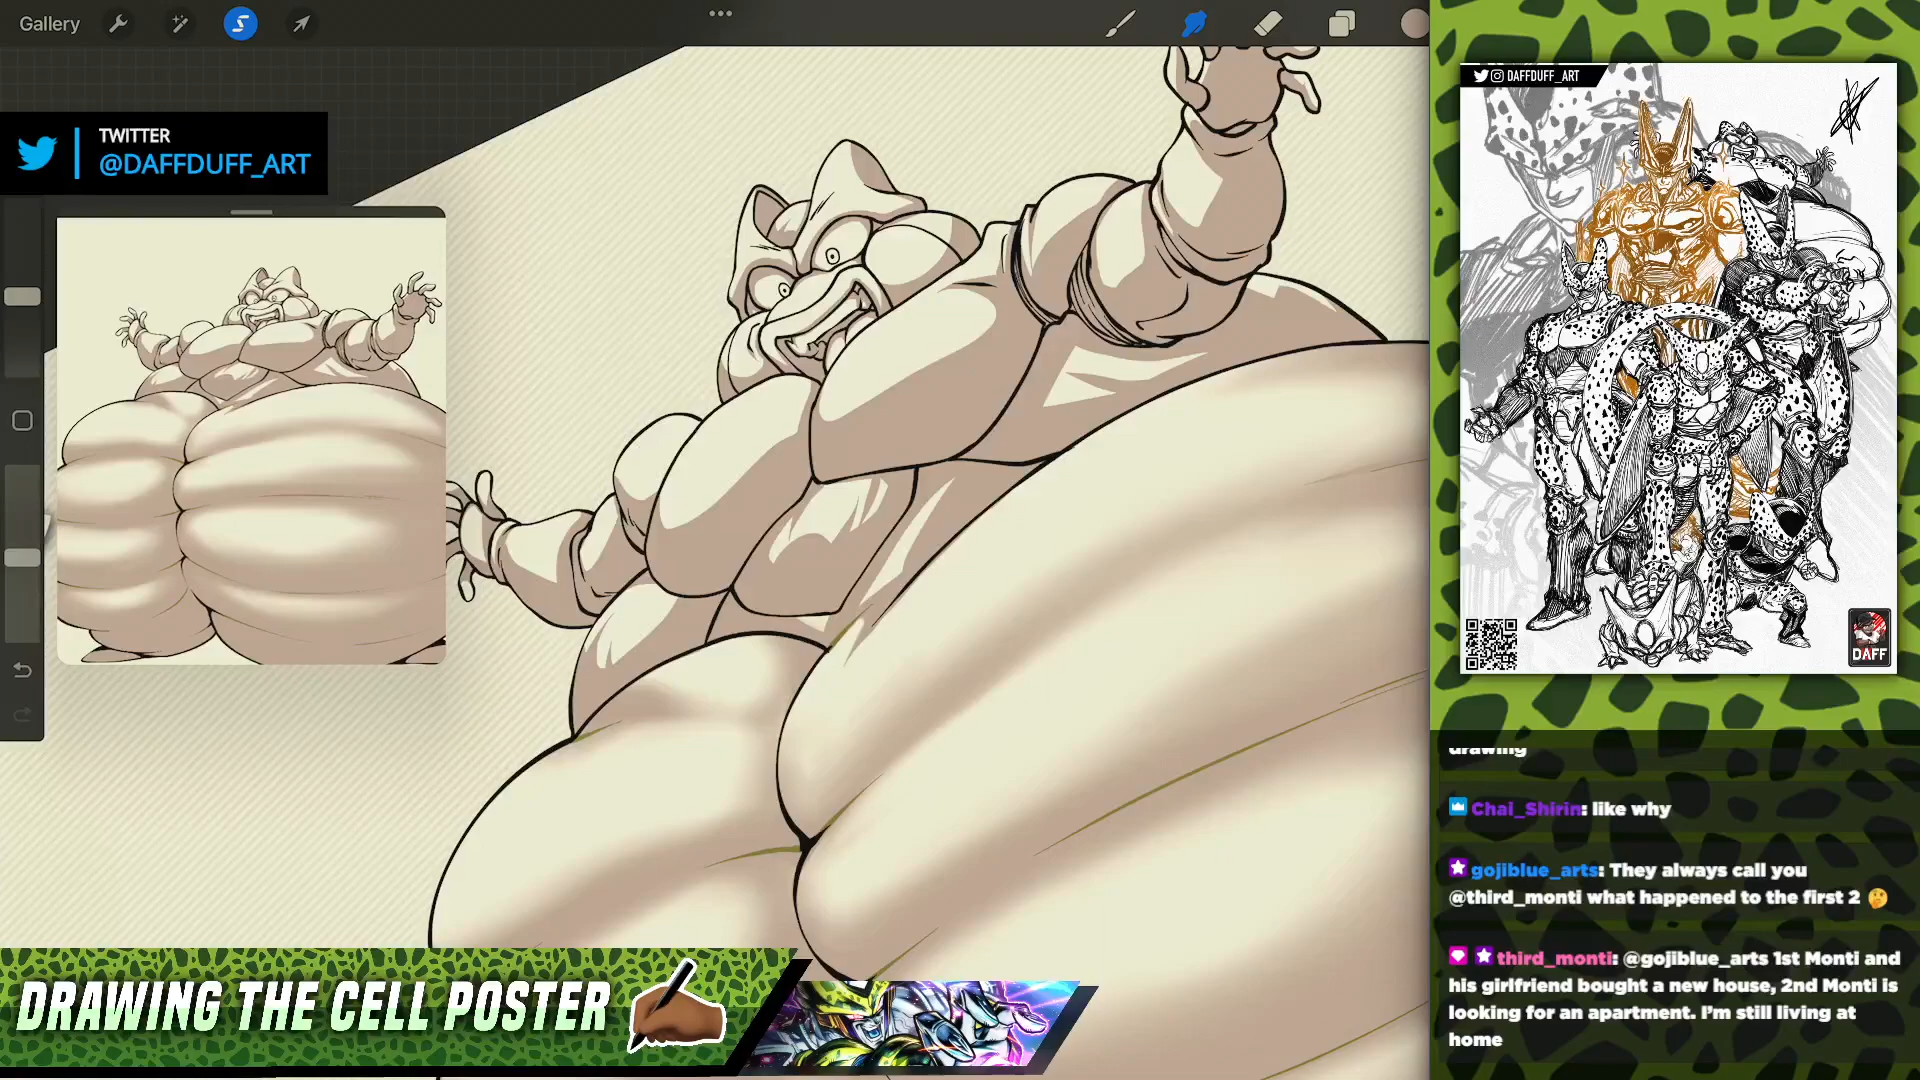 Gallery
TWITTER
@DAFFDUFF_ART
DAFFDUFF_ART
DAFF
drawing
Chai_Shirin: like why
gojiblue_arts: They always call you
@third_monti what happened to the first 2 🤔
third_monti: @gojiblue_arts 1st Monti and
his girlfriend bought a new house, 2nd Monti is
looking for an apartment. I'm still living at
home
DRAWING THE CELL POSTER